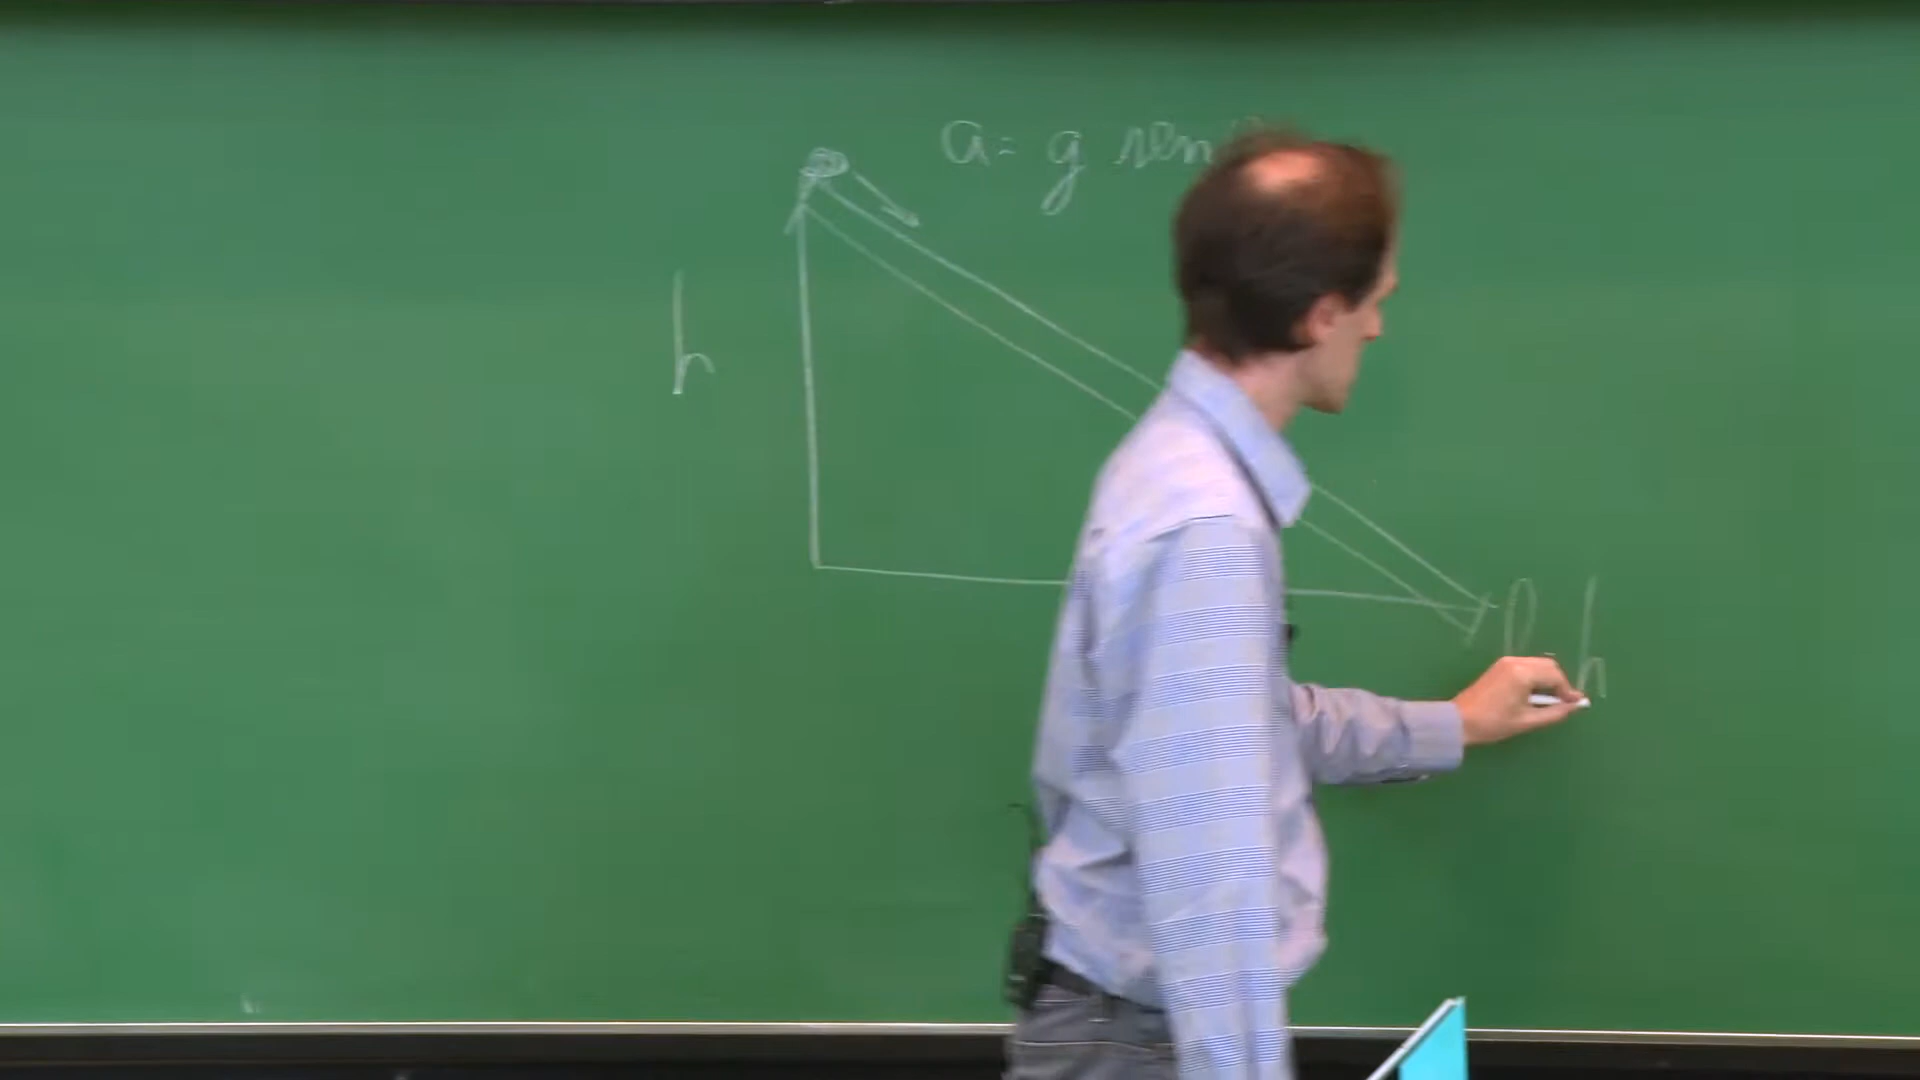 a = g sen
h
l h